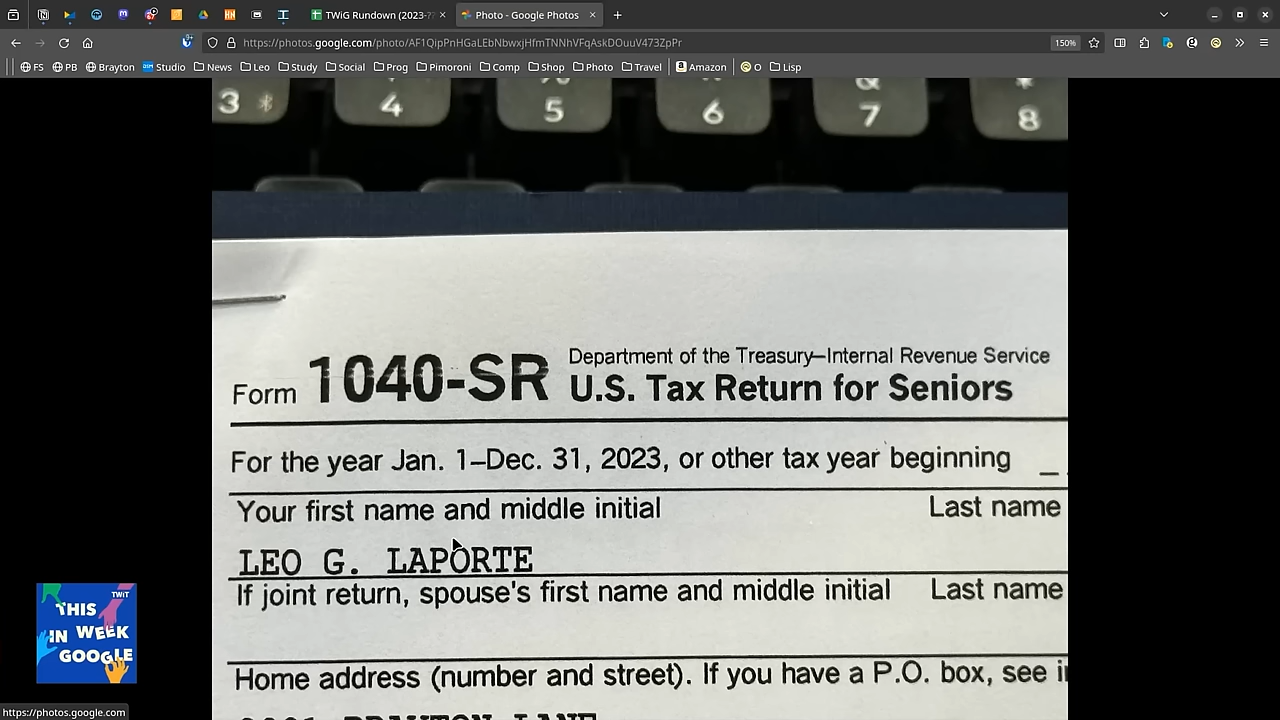 TWiG Rundown (2023-??
Photo - Google Photos
https://photos.google.com/photo/AF1QipPnHGaLEbNbwxjHfmTNNhVFqAskDOuuV473ZpPr
150%
FS PB Brayton Studio News Leo Study Social Prog Pimoroni Comp Shop Photo Travel Amazon O Lisp
3 * 4 5 6 7 8
Form 1040-SR Department of the Treasury–Internal Revenue Service
U.S. Tax Return for Seniors
For the year Jan. 1–Dec. 31, 2023, or other tax year beginning
Your first name and middle initial Last name
LEO G. LAPORTE
If joint return, spouse's first name and middle initial Last name
Home address (number and street). If you have a P.O. box, see
TWiT
THIS
IN WEEK
GOOGLE
https://photos.google.com